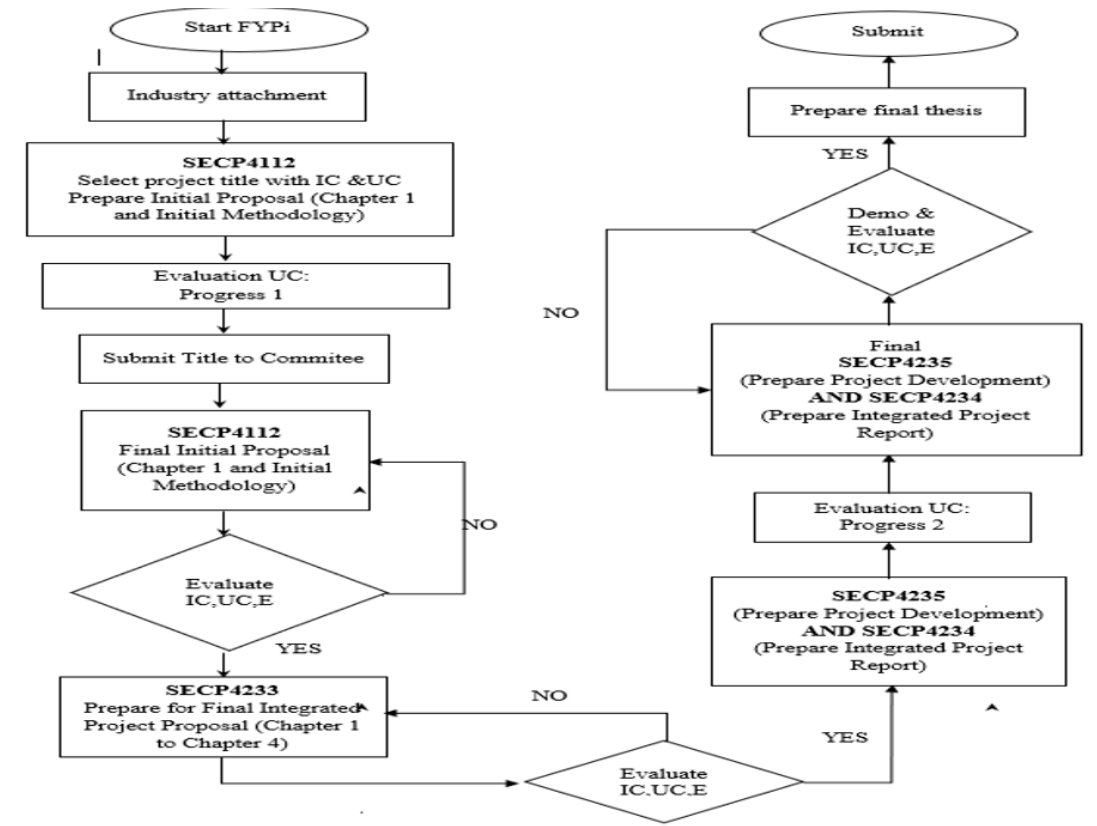 Start FYPi
Industry attachment
SECP4112
Select project title with IC &UC
Prepare Initial Proposal (Chapter 1
and Initial Methodology)
Evaluation UC:
Progress 1
Submit Title to Commitee
SECP4112
Final Initial Proposal
(Chapter 1 and Initial
Methodology)
NO
Evaluate
IC,UC,E
YES
SECP4233
Prepare for Final Integrated
Project Proposal (Chapter 1
to Chapter 4)
NO
Evaluate
IC,UC,E
YES
SECP4235
(Prepare Project Development)
AND SECP4234
(Prepare Integrated Project
Report)
Evaluation UC:
Progress 2
Final
SECP4235
(Prepare Project Development)
AND SECP4234
(Prepare Integrated Project
Report)
NO
Demo &
Evaluate
IC,UC,E
YES
Prepare final thesis
Submit